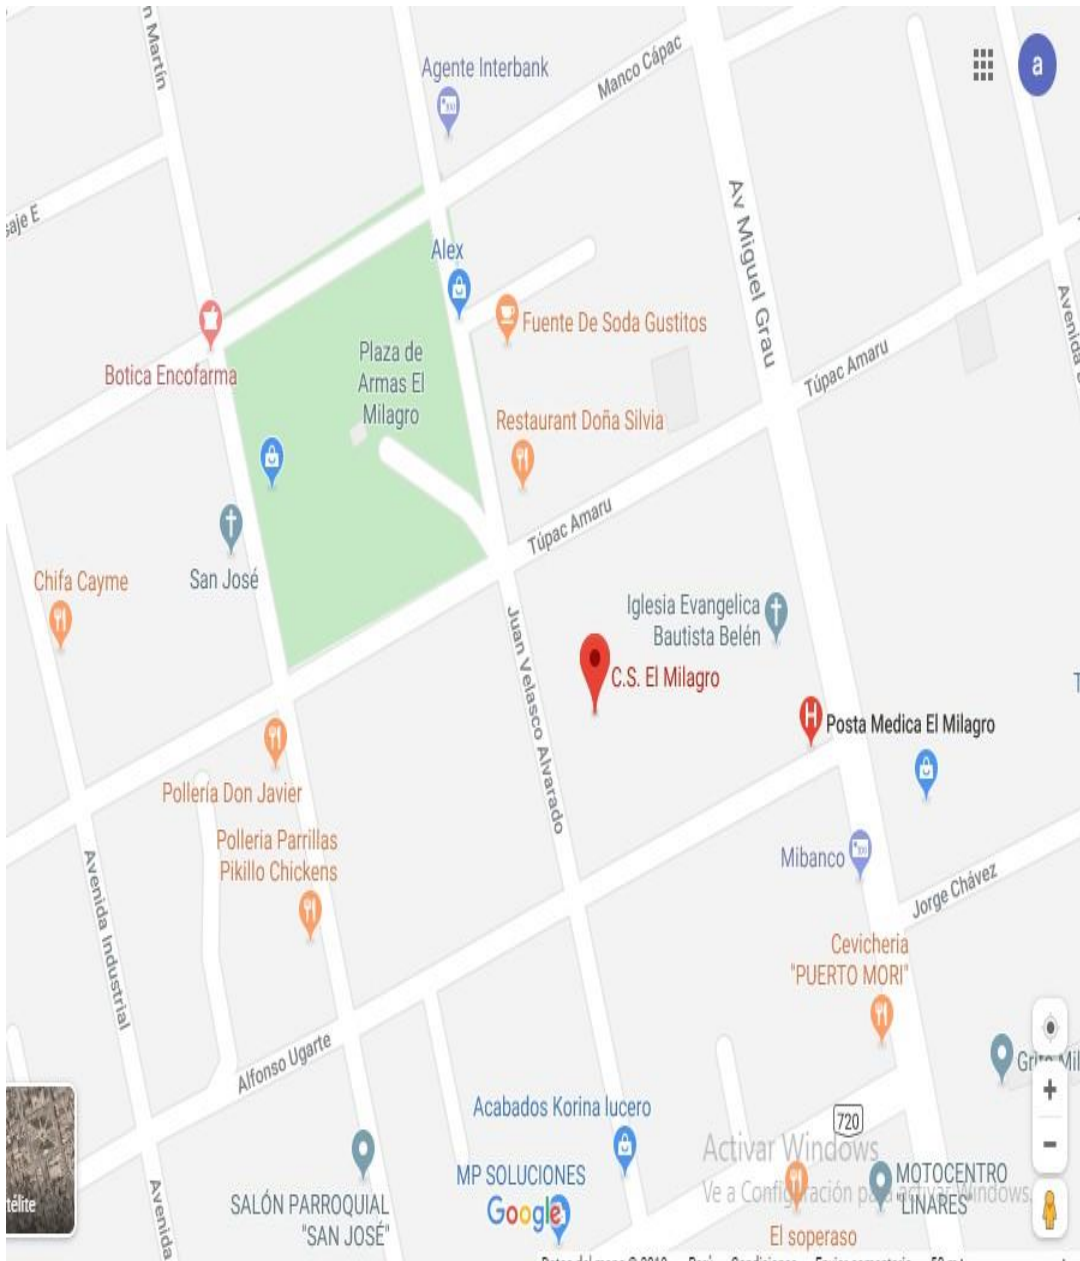 n Martín
Agente Interbank
Manco Cápac
a
saje E
Alex
Av Miguel Grau
Fuente De Soda Gustitos
Avenida
Túpac Amaru
Plaza de
Armas El
Milagro
Botica Encofarma
Restaurant Doña Silvia
Túpac Amaru
San José
Chifa Cayme
Iglesia Evangelica
Bautista Belén
Juan Velasco Alvarado
C.S. El Milagro
T
H
Posta Medica El Milagro
Pollería Don Javier
Polleria Parrillas
Pikillo Chickens
Avenida Industrial
Mibanco
Jorge Chávez
Cevicheria
"PUERTO MORI"
Alfonso Ugarte
Grifo Mil
Acabados Korina lucero
720
Activar Windows
Ve a Configuración para activar Windows.
MP SOLUCIONES
Google
SALÓN PARROQUIAL
"SAN JOSÉ"
MOTOCENTRO
"LINARES"
El soperaso
Avenida
télite